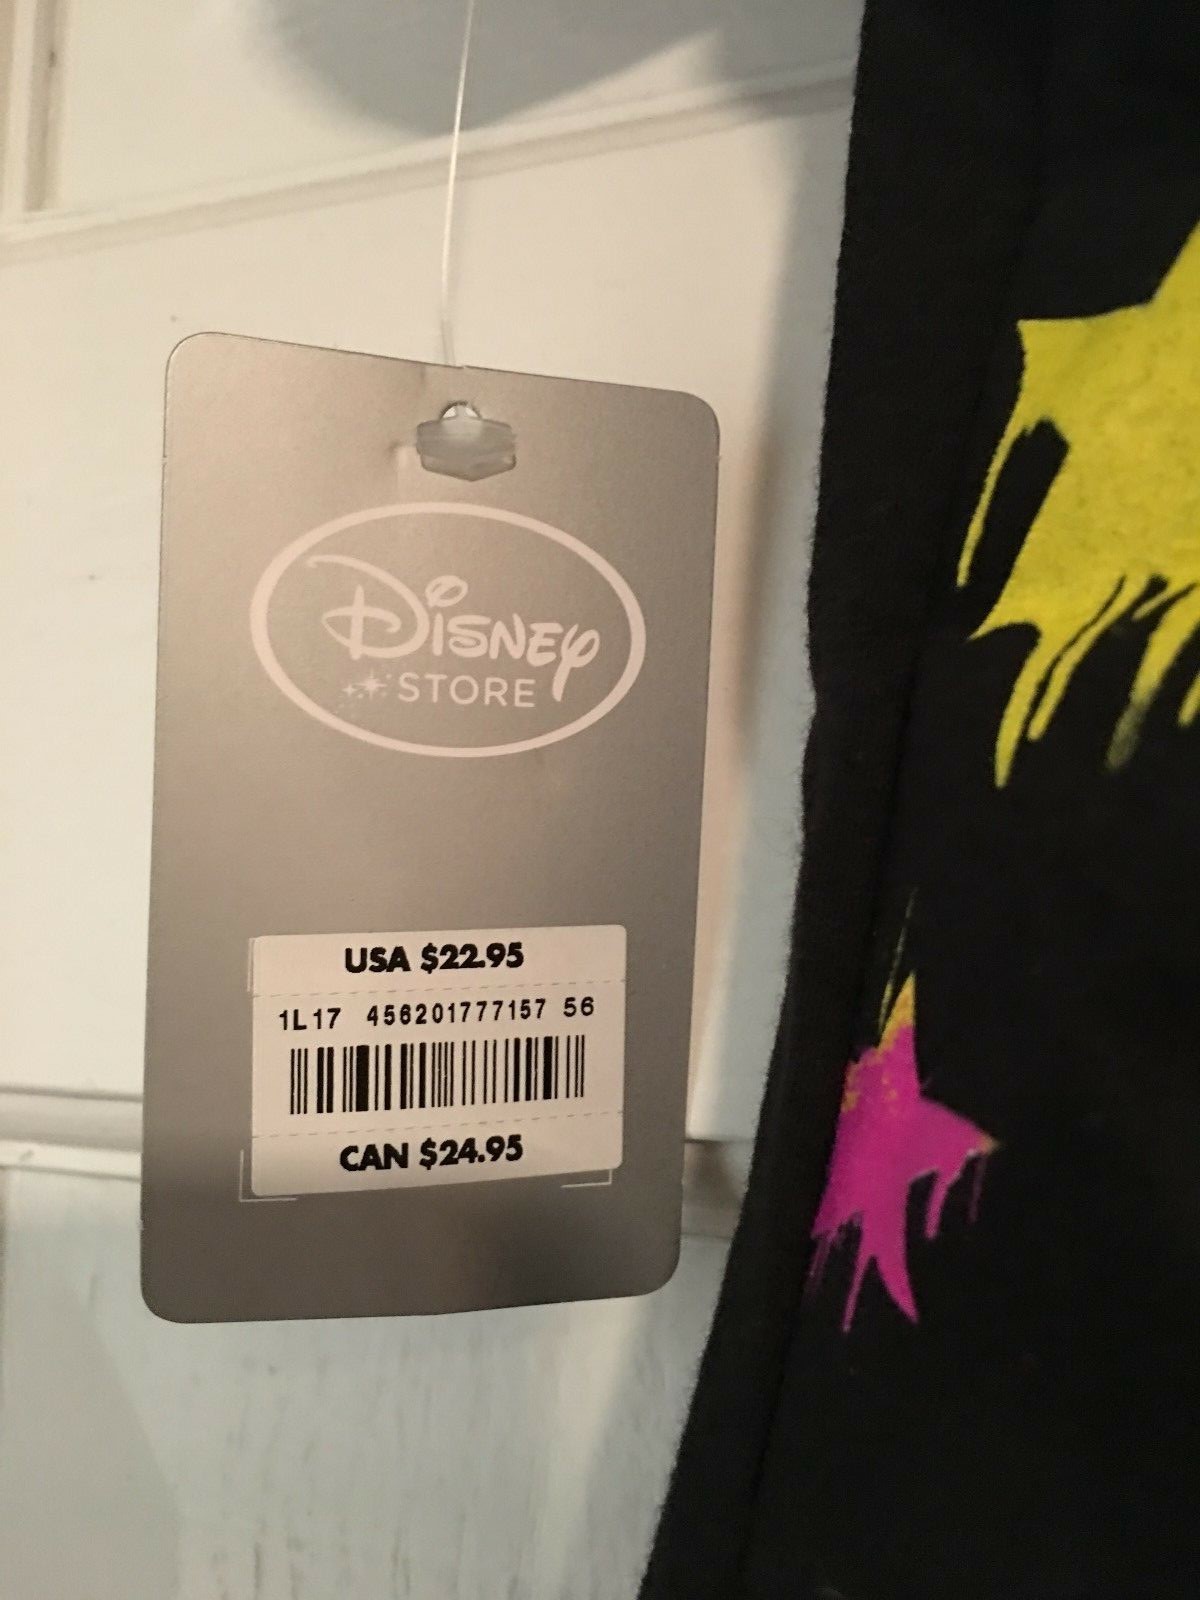 Disney
STORE
USA $22.95
1L17 456201777157 56
CAN $24.95